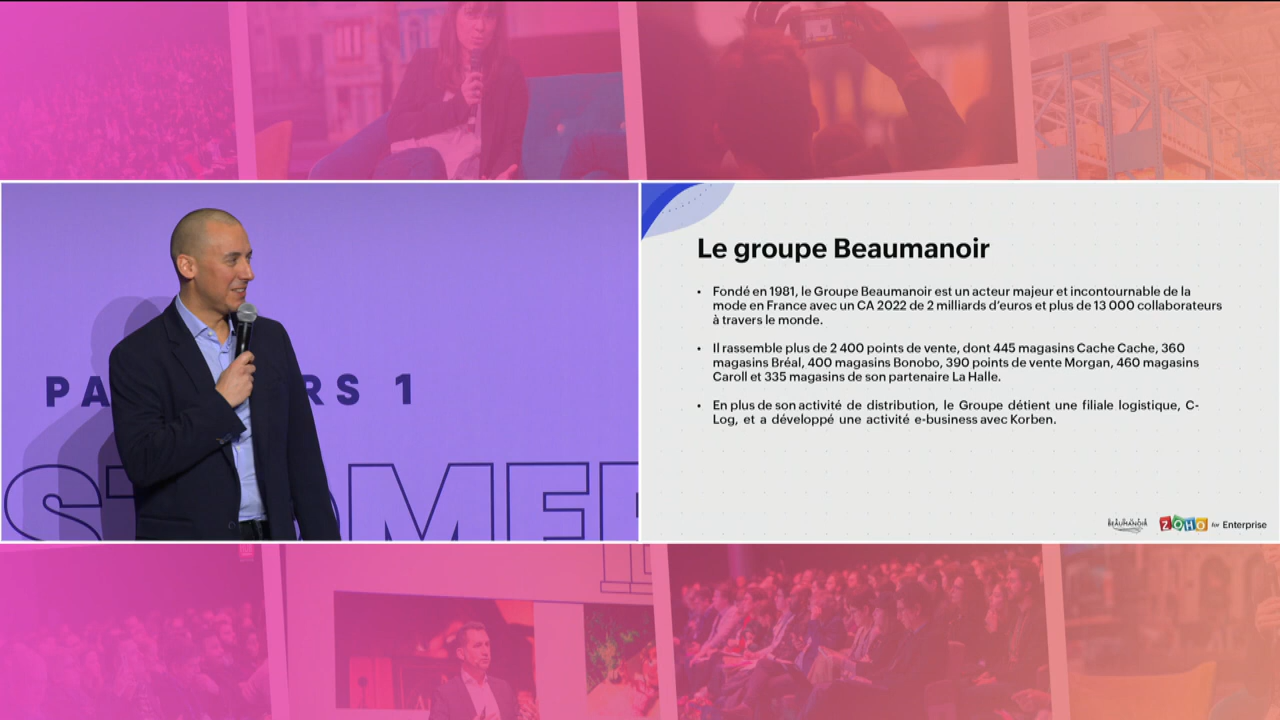 Le groupe Beaumanoir
• Fondé en 1981, le Groupe Beaumanoir est un acteur majeur et incontournable de la
mode en France avec un CA 2022 de 2 milliards d'euros et plus de 13 000 collaborateurs
à travers le monde.
• Il rassemble plus de 2 400 points de vente, dont 445 magasins Cache Cache, 360
magasins Bréal, 400 magasins Bonobo, 390 points de vente Morgan, 460 magasins
Caroll et 335 magasins de son partenaire La Halle.
• En plus de son activité de distribution, le Groupe détient une filiale logistique, C-
Log, et a développé une activité e-business avec Korben.
BEAUMANOIR ZOHO for Enterprise
PA RS 1